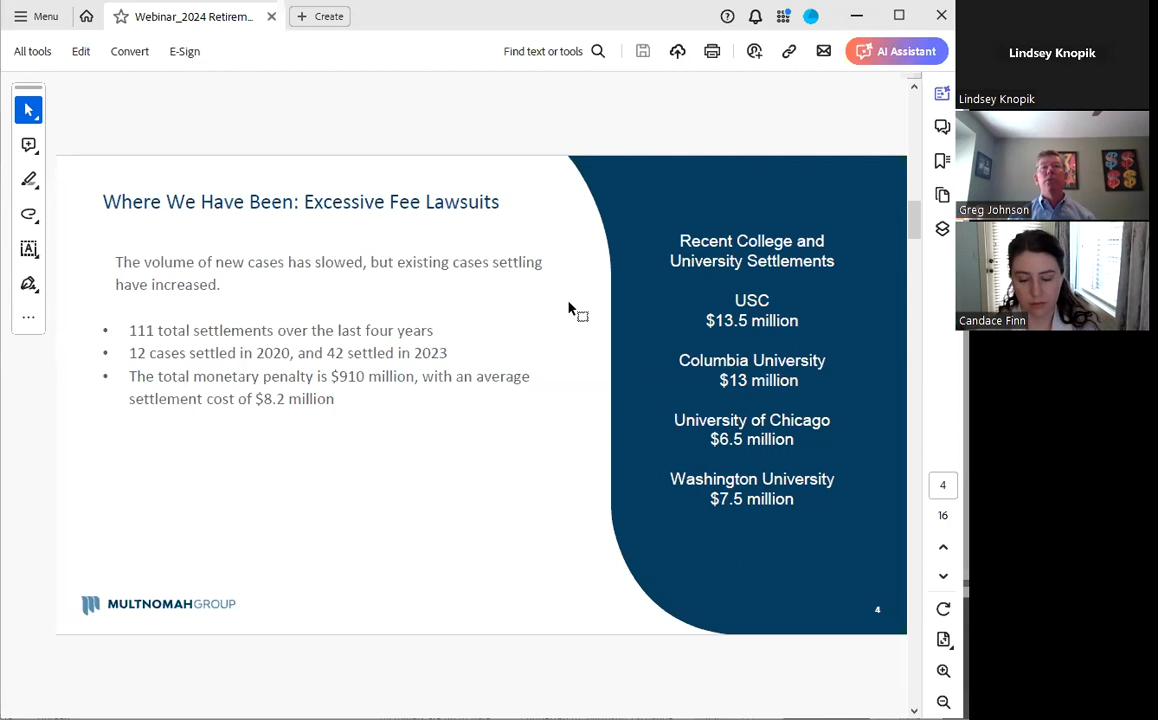 Menu
Webinar_2024 Retirem...
Create
All tools
Edit
Convert
E-Sign
Find text or tools
AI Assistant
Where We Have Been: Excessive Fee Lawsuits
The volume of new cases has slowed, but existing cases settling
have increased.
• 111 total settlements over the last four years
• 12 cases settled in 2020, and 42 settled in 2023
• The total monetary penalty is $910 million, with an average
settlement cost of $8.2 million
Recent College and
University Settlements
USC
$13.5 million
Columbia University
$13 million
University of Chicago
$6.5 million
Washington University
$7.5 million
MULTNOMAHGROUP
4
4
16
Lindsey Knopik
Lindsey Knopik
Greg Johnson
Candace Finn